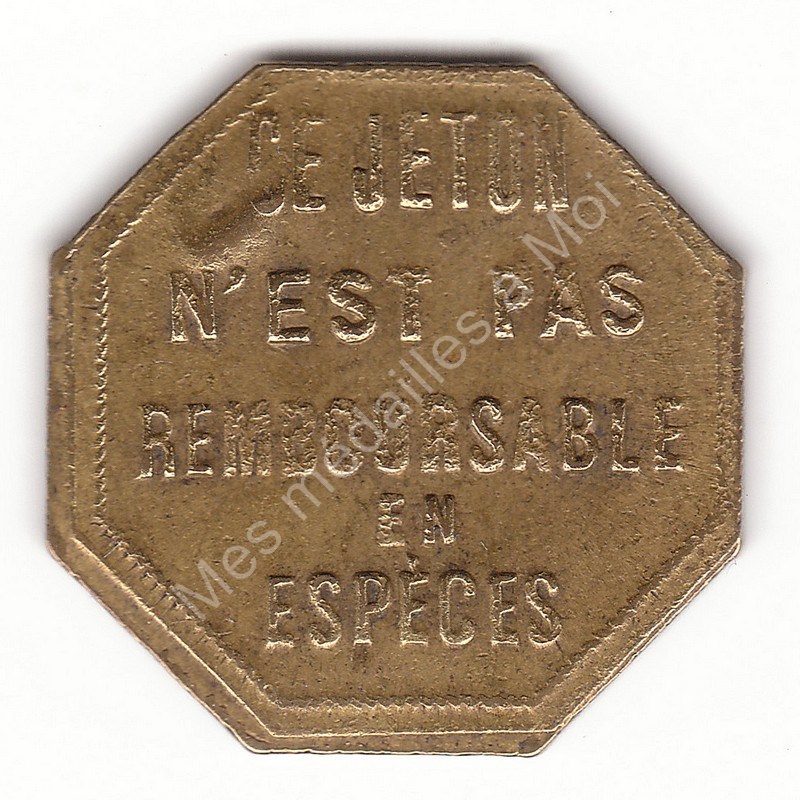 CE JETON
N'EST PAS
REMBOURSABLE
EN
ESPÈCES
Mes médailles à Moi